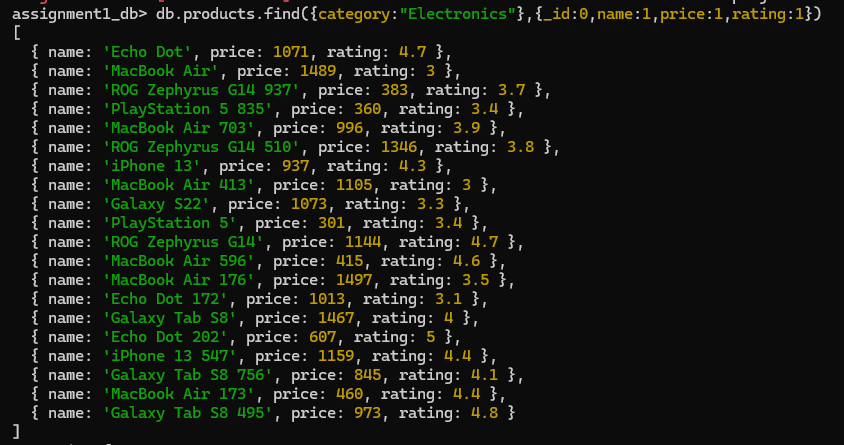 assignment1_db> db.products.find({category:"Electronics"},{_id:0,name:1,price:1,rating:1})
[
  { name: 'Echo Dot', price: 1071, rating: 4.7 },
  { name: 'MacBook Air', price: 1489, rating: 3 },
  { name: 'ROG Zephyrus G14 937', price: 383, rating: 3.7 },
  { name: 'PlayStation 5 835', price: 360, rating: 3.4 },
  { name: 'MacBook Air 703', price: 996, rating: 3.9 },
  { name: 'ROG Zephyrus G14 510', price: 1346, rating: 3.8 },
  { name: 'iPhone 13', price: 937, rating: 4.3 },
  { name: 'MacBook Air 413', price: 1105, rating: 3 },
  { name: 'Galaxy S22', price: 1073, rating: 3.3 },
  { name: 'PlayStation 5', price: 301, rating: 3.4 },
  { name: 'ROG Zephyrus G14', price: 1144, rating: 4.7 },
  { name: 'MacBook Air 596', price: 415, rating: 4.6 },
  { name: 'MacBook Air 176', price: 1497, rating: 3.5 },
  { name: 'Echo Dot 172', price: 1013, rating: 3.1 },
  { name: 'Galaxy Tab S8', price: 1467, rating: 4 },
  { name: 'Echo Dot 202', price: 607, rating: 5 },
  { name: 'iPhone 13 547', price: 1159, rating: 4.4 },
  { name: 'Galaxy Tab S8 756', price: 845, rating: 4.1 },
  { name: 'MacBook Air 173', price: 460, rating: 4.4 },
  { name: 'Galaxy Tab S8 495', price: 973, rating: 4.8 }
]